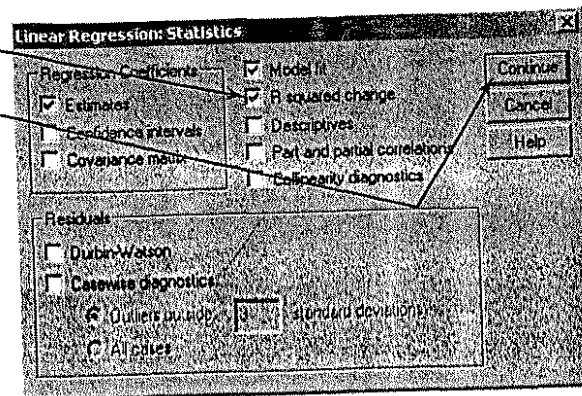 Linear Regression: Statistics
Regression Coefficients
Estimates
Confidence intervals
Covariance matrix
Model fit
R squared change
Descriptives
Part and partial correlations
Collinearity diagnostics
Continue
Cancel
Help
Residuals
Durbin-Watson
Casewise diagnostics
Outliers outside: 3 standard deviations
All cases